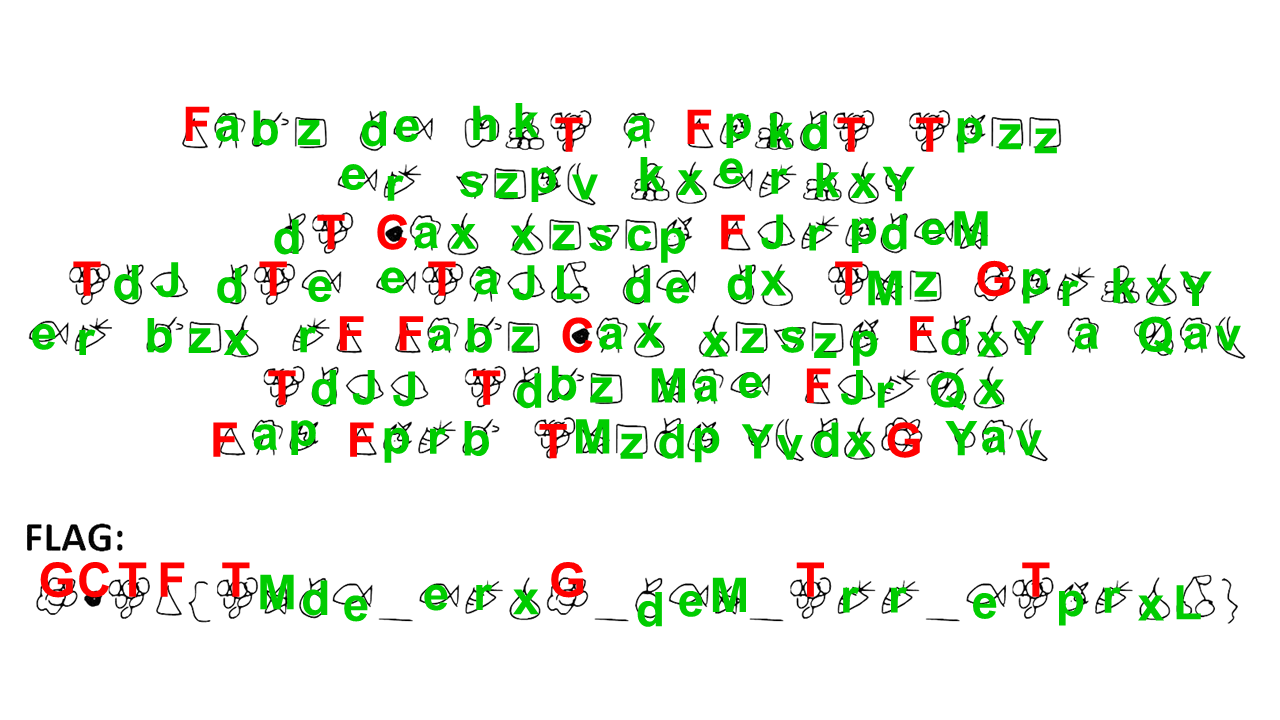 Fabz de hkT a FpkdT Tpzz
er szpv kxerkxY
dT Cax xzscp FJrpdeM
TdJ dTe eTaJL de dx TMz GprkxY
er bzx rF Fabz Cax xzszp FdxY a Qav
TdJJ Tdbz Mae FJrQx
Fap Fprb TMzdp YvdxG Yav
FLAG:
GCTF{TMde_erxG_deM_Trr_eTprxL}